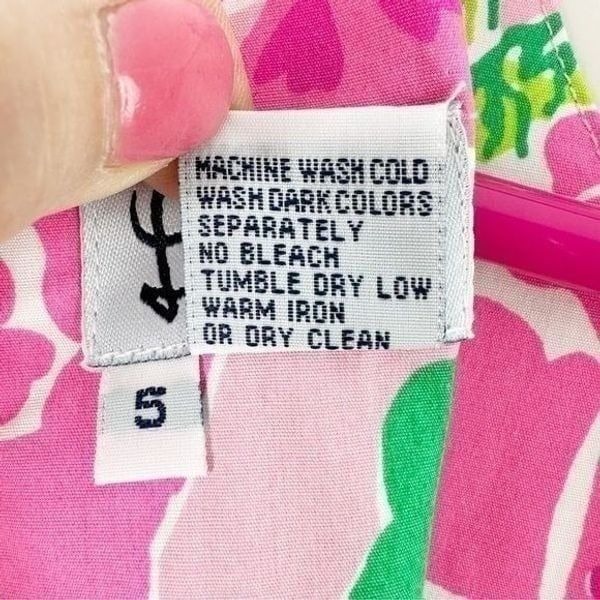 MACHINE WASH COLD
WASH DARK COLORS
SEPARATELY
NO BLEACH
TUMBLE DRY LOW
WARM IRON
OR DRY CLEAN
5